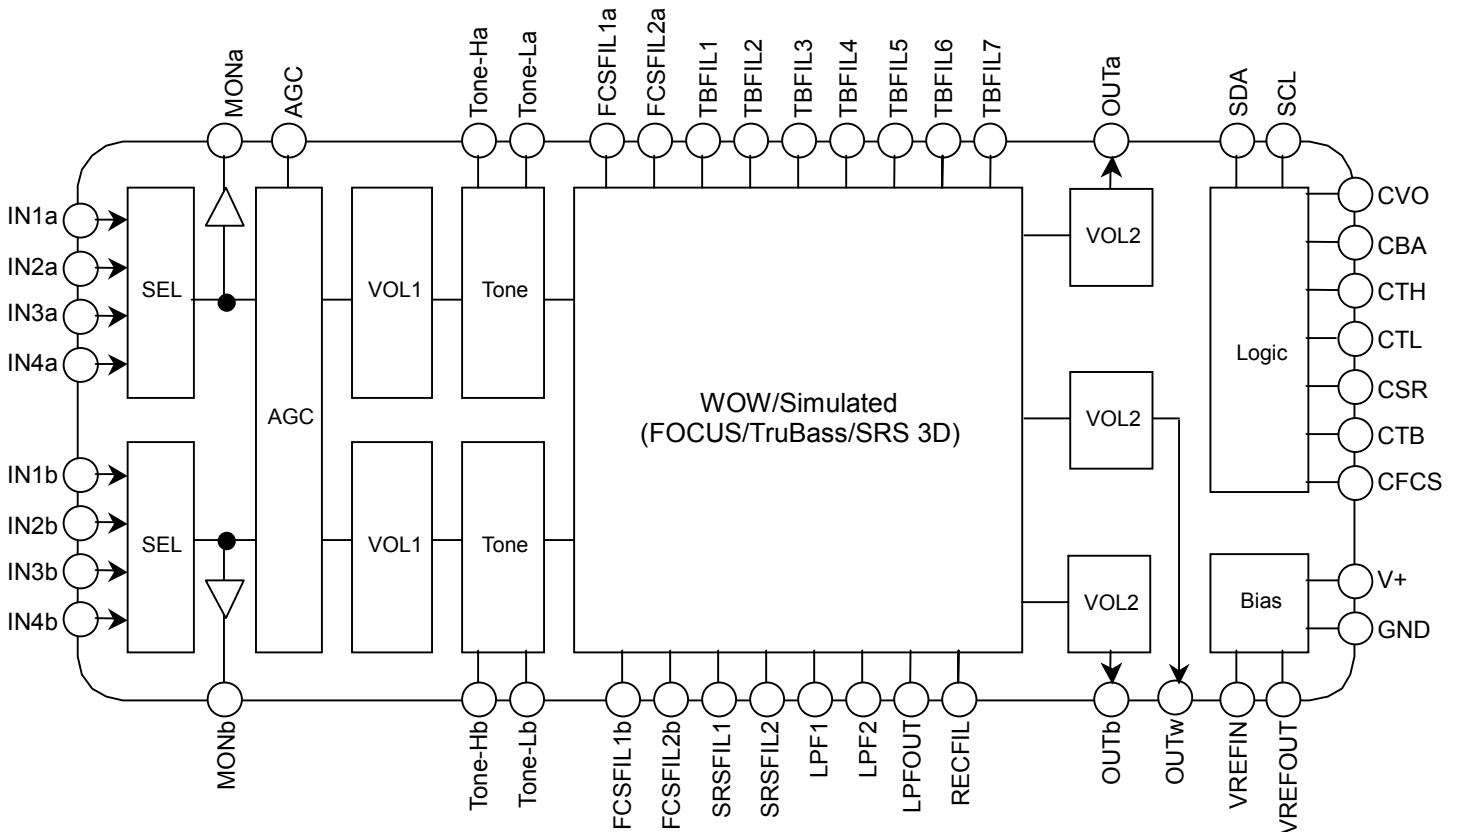 MONa
AGC
Tone-Ha
Tone-La
FCSFIL1a
FCSFIL2a
TBFIL1
TBFIL2
TBFIL3
TBFIL4
TBFIL5
TBFIL6
TBFIL7
OUTa
SDA
SCL
IN1a
IN2a
IN3a
IN4a
IN1b
IN2b
IN3b
IN4b
SEL
SEL
AGC
VOL1
VOL1
Tone
Tone
WOW/Simulated
(FOCUS/TruBass/SRS 3D)
VOL2
VOL2
VOL2
Logic
Bias
CVO
CBA
CTH
CTL
CSR
CTB
CFCS
V+
GND
MONb
Tone-Hb
Tone-Lb
FCSFIL1b
FCSFIL2b
SRSFIL1
SRSFIL2
LPF1
LPF2
LPFOUT
RECFIL
OUTb
OUTw
VREFIN
VREFOUT